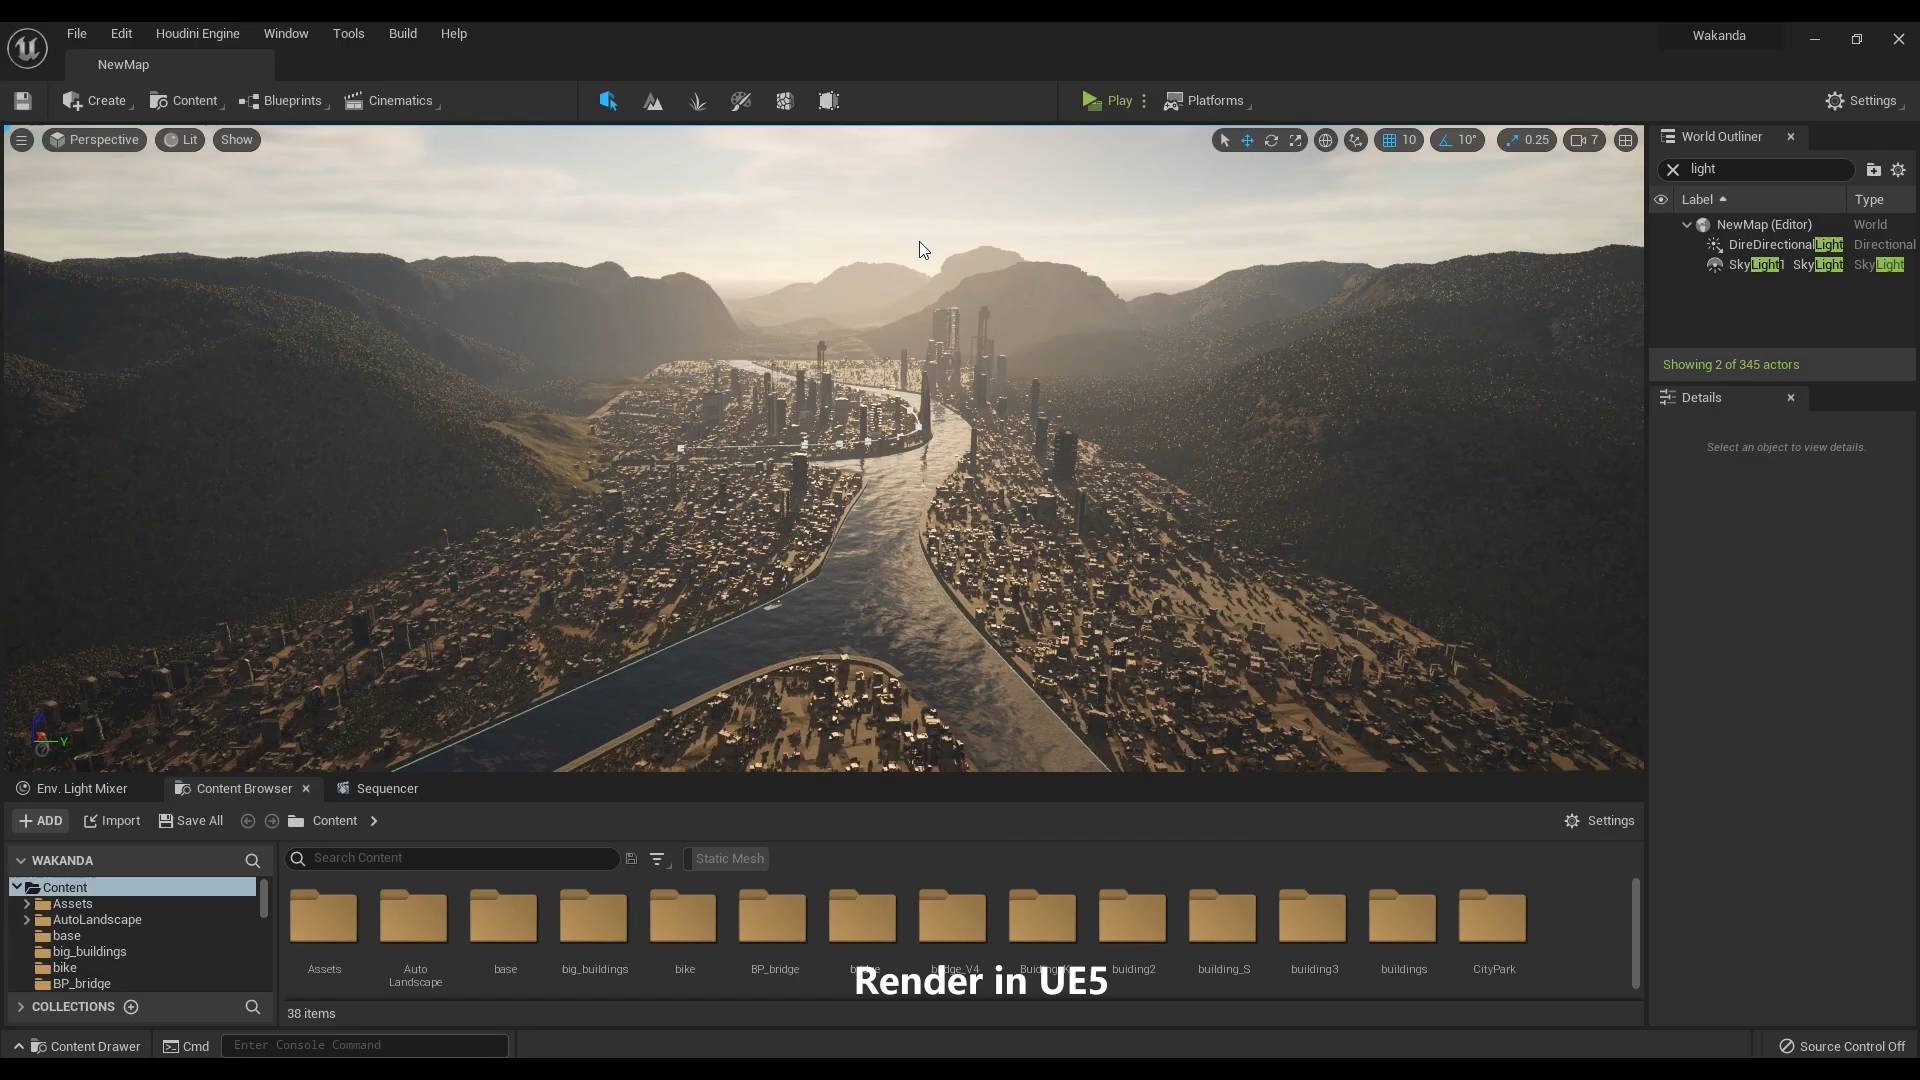 File Edit Houdini Engine Window Tools Build Help
Wakanda
NewMap
Create Content Blueprints Cinematics Play Platforms Settings
Perspective Lit Show 10 10° 0.25 7
World Outliner
light
Label Type
NewMap (Editor) World
DireDirectionalLight Directional
SkyLight1 SkyLight SkyLight
Showing 2 of 345 actors
Details
Select an object to view details.
Z
Y
Env. Light Mixer Content Browser Sequencer
ADD Import Save All Content Settings
WAKANDA
Search Content
Static Mesh
Content
Assets
AutoLandscape
base
big_buildings
bike
BP_bridge
Assets Auto Landscape base big_buildings bike BP_bridge buiding2 building_S building3 buildings CityPark
Render in UE5
COLLECTIONS
38 items
Content Drawer Cmd Enter Console Command Source Control Off